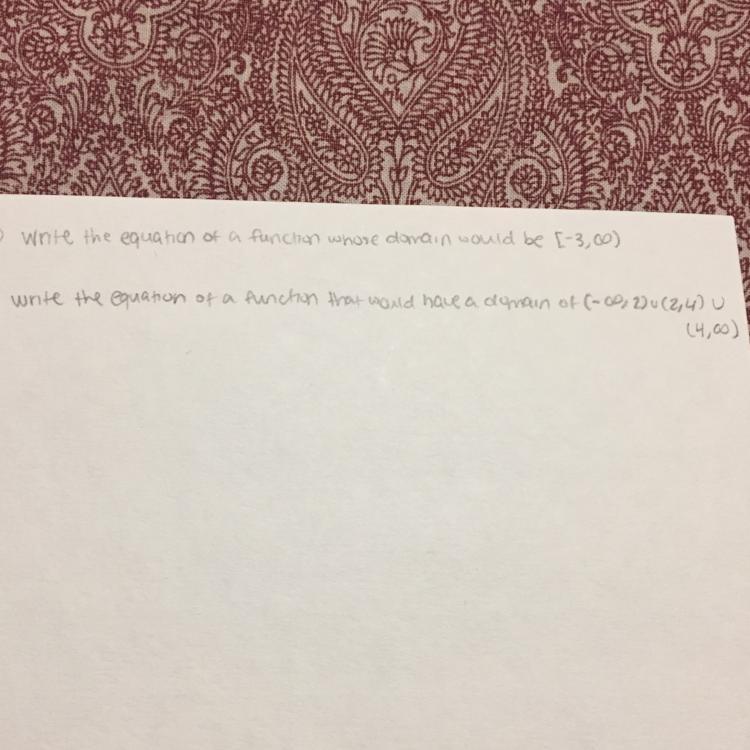 ) Write the equation of a function whose domain would be [-3,∞)
write the equation of a function that would have a domain of (-∞,2)∪(2,4)∪
(4,∞)